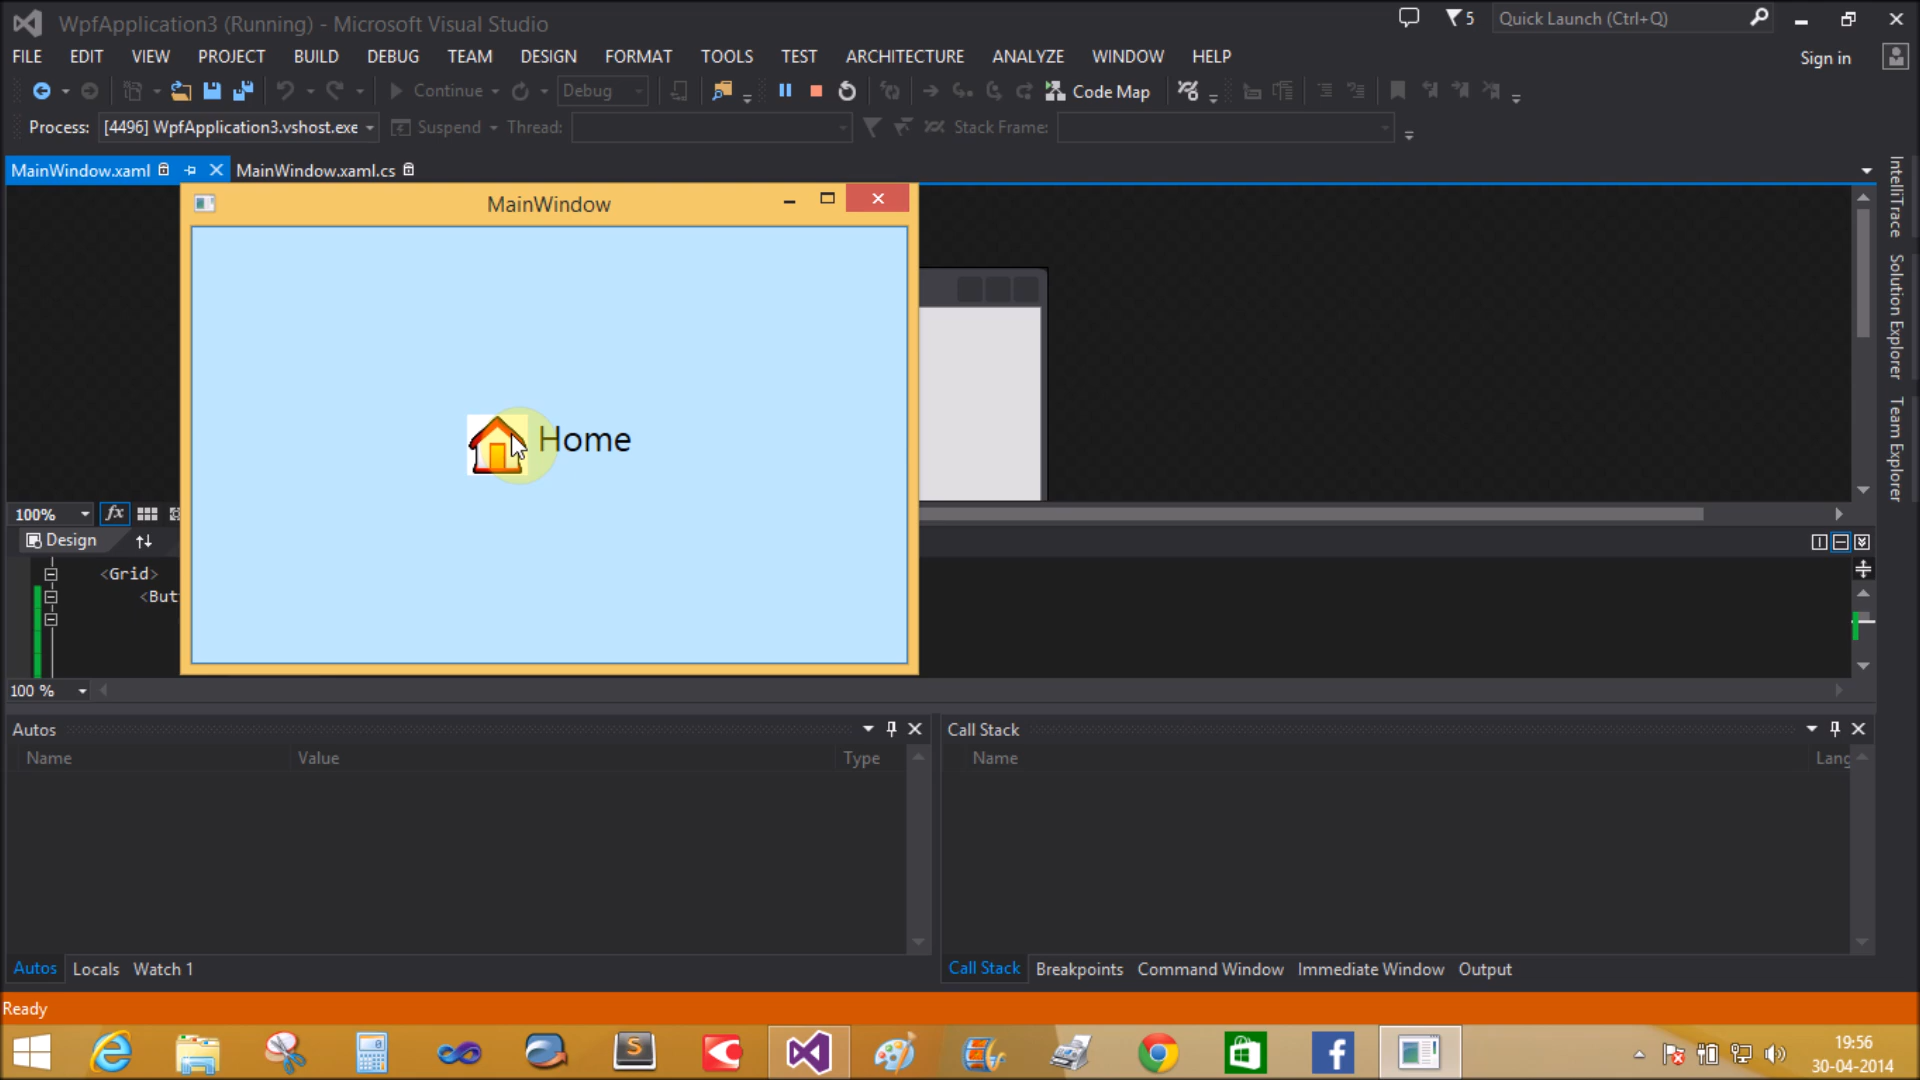 WpfApplication3 (Running) - Microsoft Visual Studio
5
Quick Launch (Ctrl+Q)
FILE EDIT VIEW PROJECT BUILD DEBUG TEAM DESIGN FORMAT TOOLS TEST ARCHITECTURE ANALYZE WINDOW HELP
Sign in
Continue
Debug
Code Map
Process: [4496] WpfApplication3.vshost.exe
Suspend
Thread:
Stack Frame:
MainWindow.xaml
MainWindow.xaml.cs
MainWindow
Home
IntelliTrace
Solution Explorer
Team Explorer
100%
fx
Design
<Grid>
<But
100 %
Autos
Name Value Type
Call Stack
Name Lang
Autos Locals Watch 1
Call Stack Breakpoints Command Window Immediate Window Output
Ready
19:56
30-04-2014